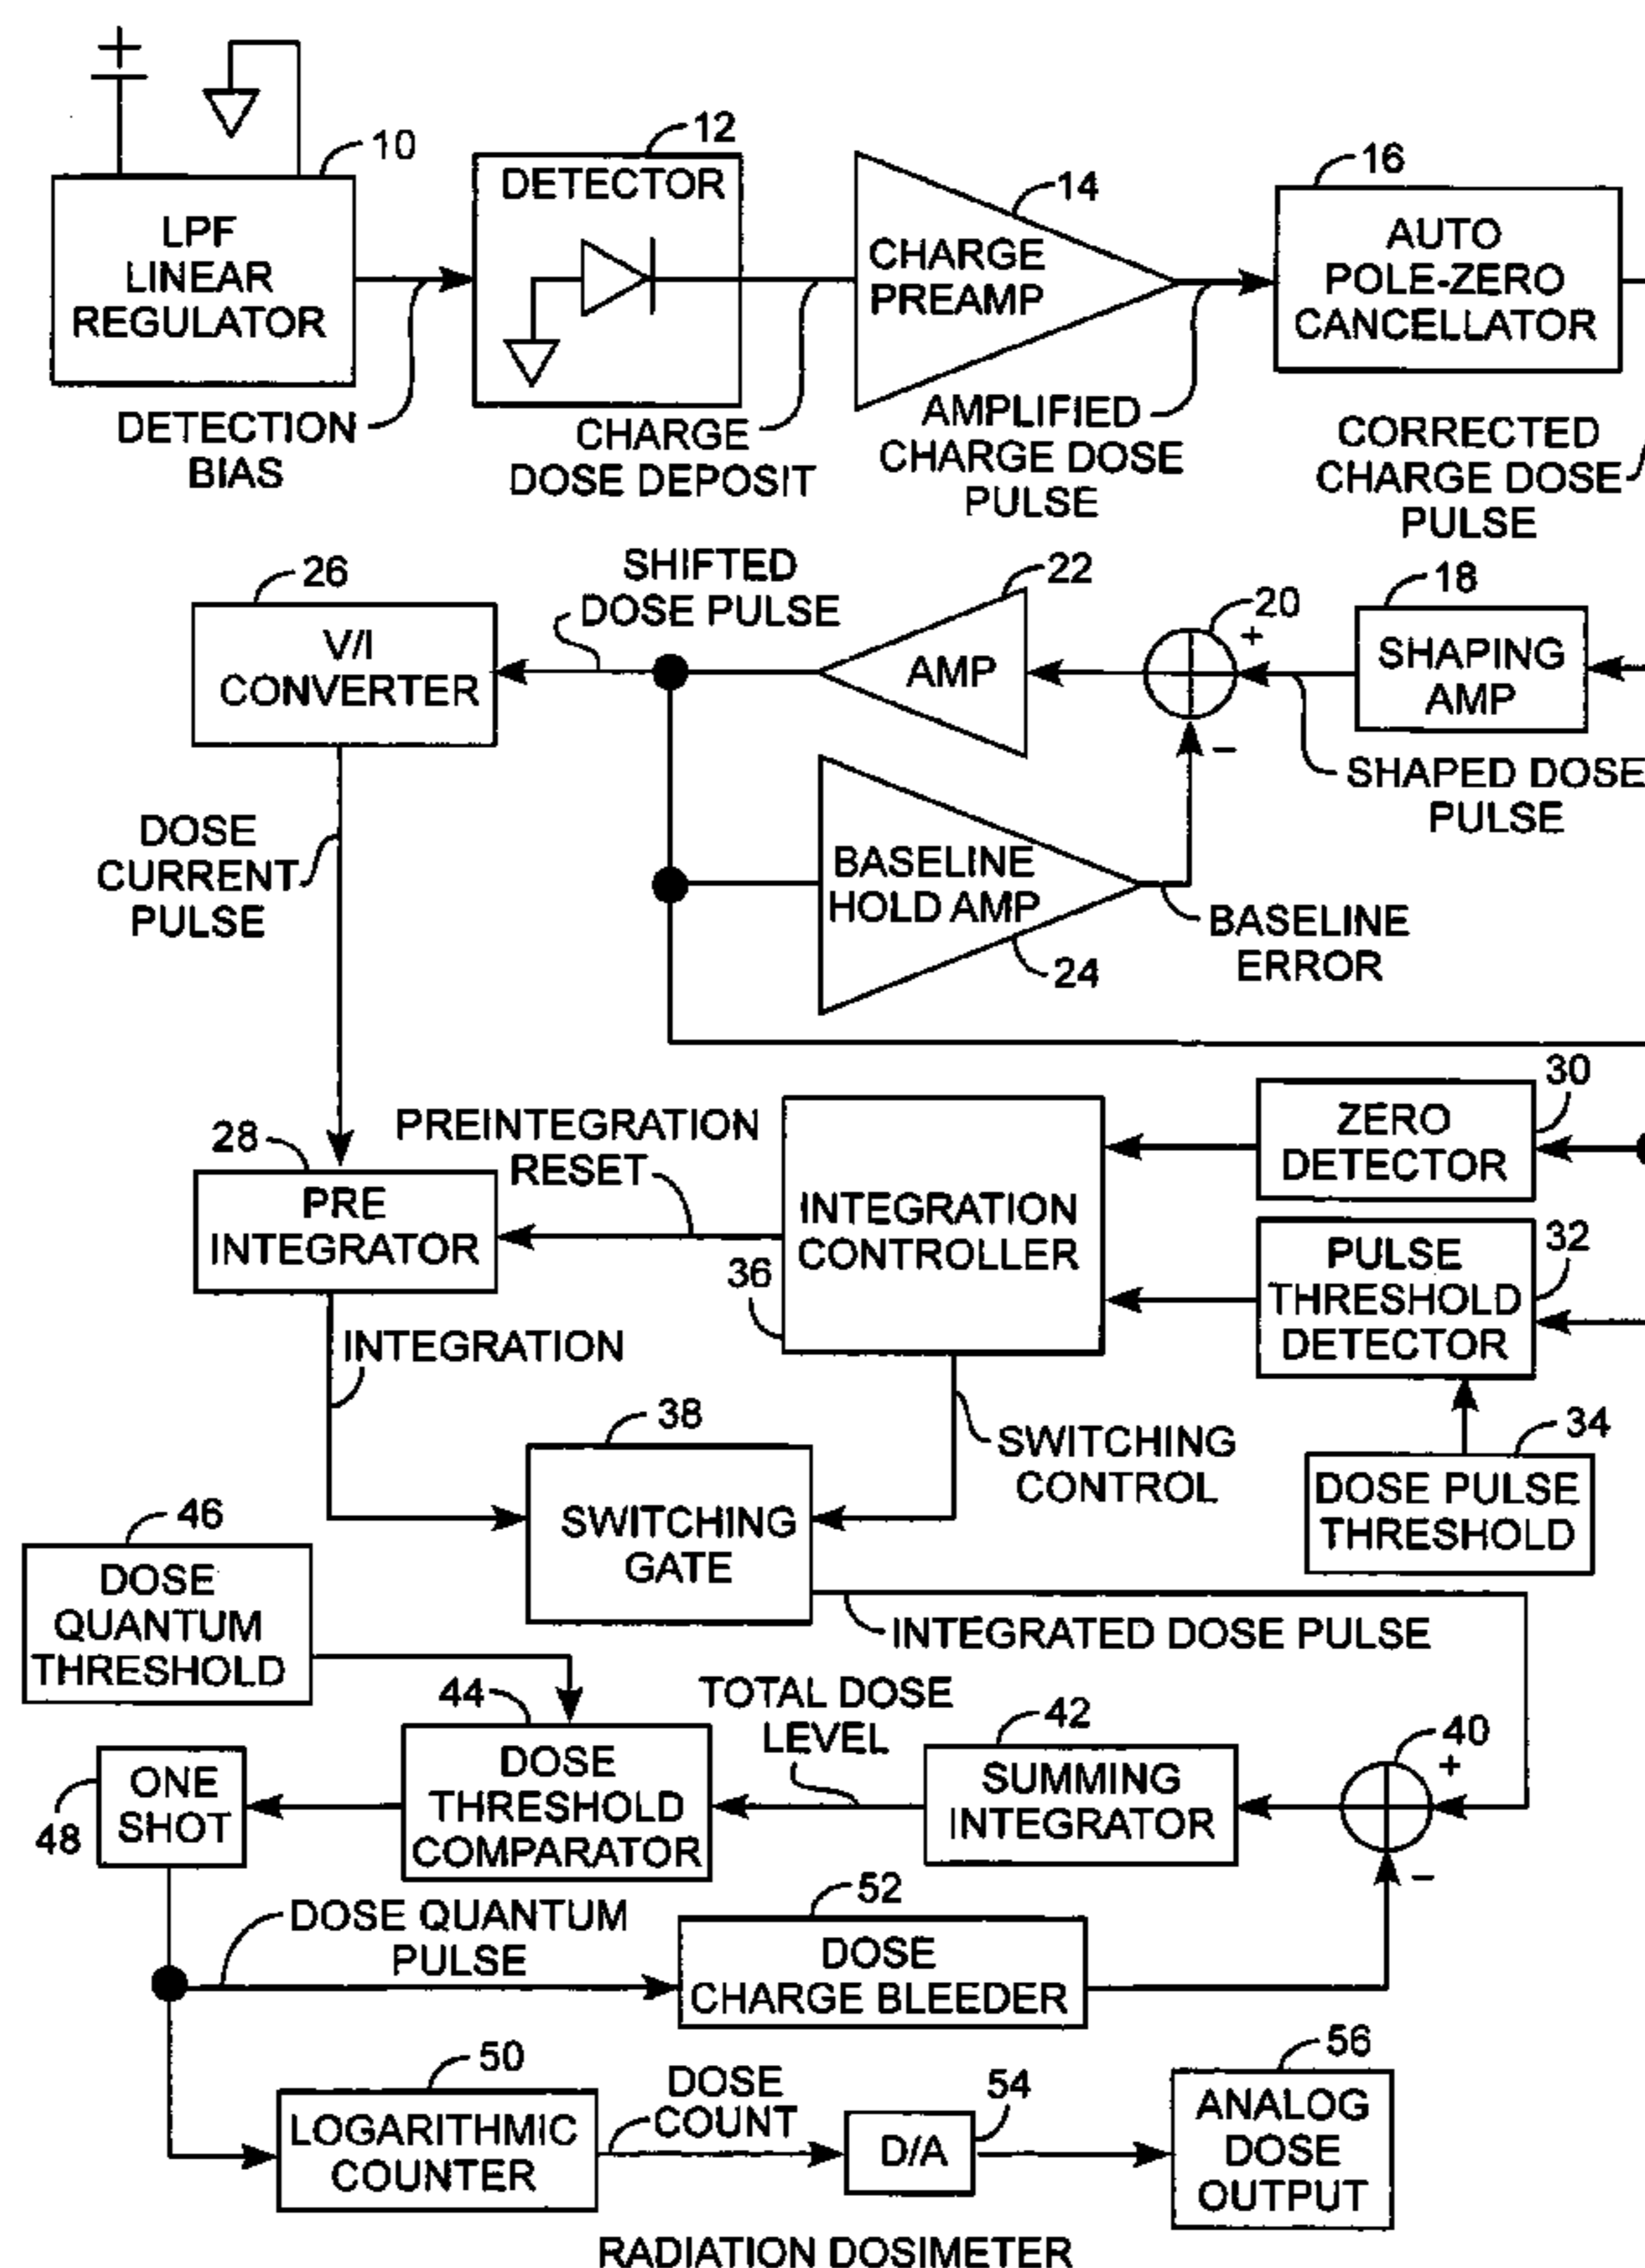 10
LPF
LINEAR
REGULATOR
DETECTION
BIAS
12
DETECTOR
CHARGE
DOSE DEPOSIT
14
CHARGE
PREAMP
AMPLIFIED
CHARGE DOSE
PULSE
16
AUTO
POLE-ZERO
CANCELLATOR
CORRECTED
CHARGE DOSE
PULSE
26
V/I
CONVERTER
SHIFTED
DOSE PULSE
22
AMP
20
+
−
18
SHAPING
AMP
SHAPED DOSE
PULSE
DOSE
CURRENT
PULSE
BASELINE
HOLD AMP
24
BASELINE
ERROR
28
PRE
INTEGRATOR
PREINTEGRATION
RESET
INTEGRATION
CONTROLLER
36
30
ZERO
DETECTOR
32
PULSE
THRESHOLD
DETECTOR
34
DOSE PULSE
THRESHOLD
INTEGRATION
38
SWITCHING
GATE
SWITCHING
CONTROL
INTEGRATED DOSE PULSE
46
DOSE
QUANTUM
THRESHOLD
44
DOSE
THRESHOLD
COMPARATOR
TOTAL DOSE
LEVEL
42
SUMMING
INTEGRATOR
40
+
−
48
ONE
SHOT
DOSE QUANTUM
PULSE
52
DOSE
CHARGE BLEEDER
50
LOGARITHMIC
COUNTER
DOSE
COUNT
54
D/A
56
ANALOG
DOSE
OUTPUT
RADIATION DOSIMETER